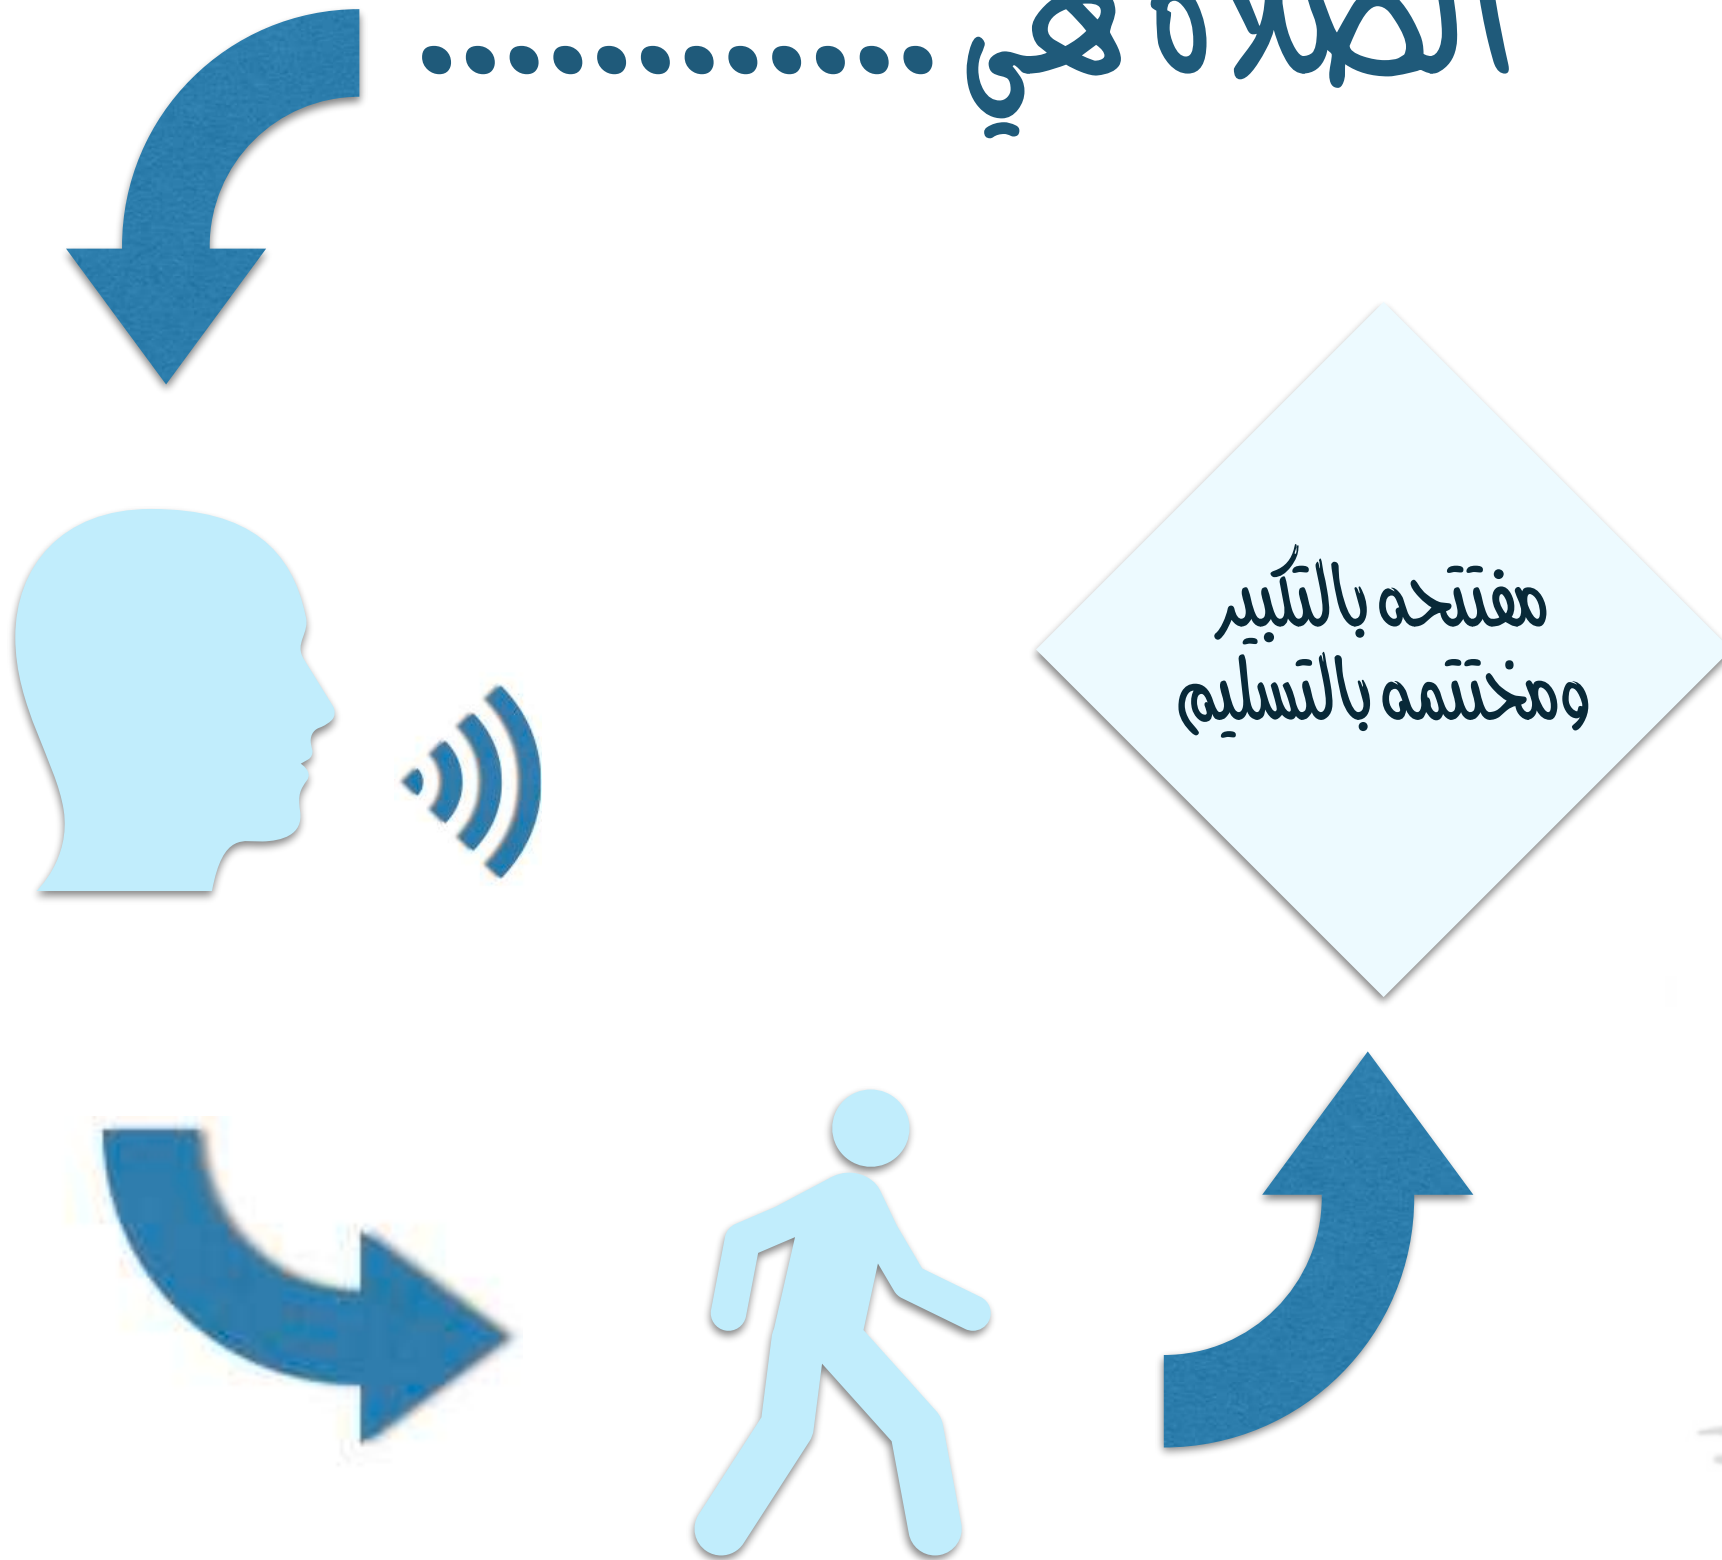 الصلاة هي ............
مفتتحه بالتكبير
ومختتمه بالتسليم